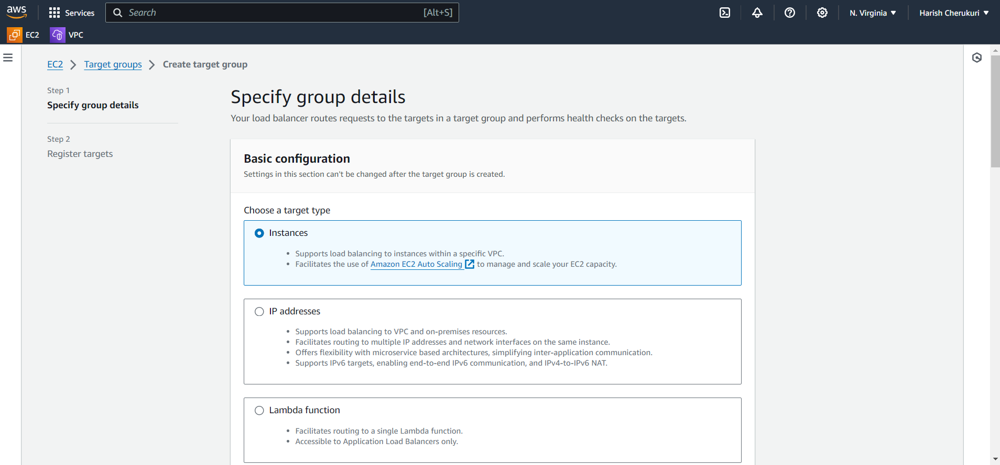 aws
Services
Search
[Alt+S]
N. Virginia
Harish Cherukuri
EC2
VPC
EC2
Target groups
Create target group
Step 1
Specify group details
Step 2
Register targets
Specify group details
Your load balancer routes requests to the targets in a target group and performs health checks on the targets.
Basic configuration
Settings in this section can't be changed after the target group is created.
Choose a target type
Instances
• Supports load balancing to instances within a specific VPC.
• Facilitates the use of Amazon EC2 Auto Scaling to manage and scale your EC2 capacity.
IP addresses
• Supports load balancing to VPC and on-premises resources.
• Facilitates routing to multiple IP addresses and network interfaces on the same instance.
• Offers flexibility with microservice based architectures, simplifying inter-application communication.
• Supports IPv6 targets, enabling end-to-end IPv6 communication, and IPv4-to-IPv6 NAT.
Lambda function
• Facilitates routing to a single Lambda function.
• Accessible to Application Load Balancers only.